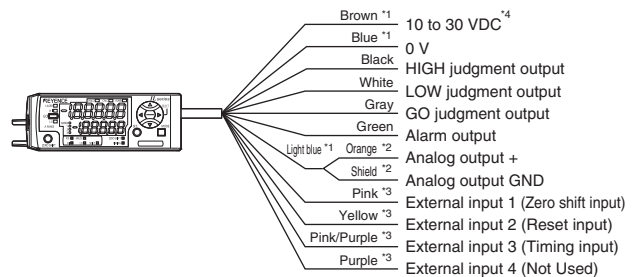 Brown *1 10 to 30 VDC*4
Blue *1 0 V
Black HIGH judgment output
White LOW judgment output
Gray GO judgment output
Green Alarm output
Light blue *1 Orange *2 Analog output +
Shield *2 Analog output GND
Pink *3 External input 1 (Zero shift input)
Yellow *3 External input 2 (Reset input)
Pink/Purple *3 External input 3 (Timing input)
Purple *3 External input 4 (Not Used)
KEYENCE